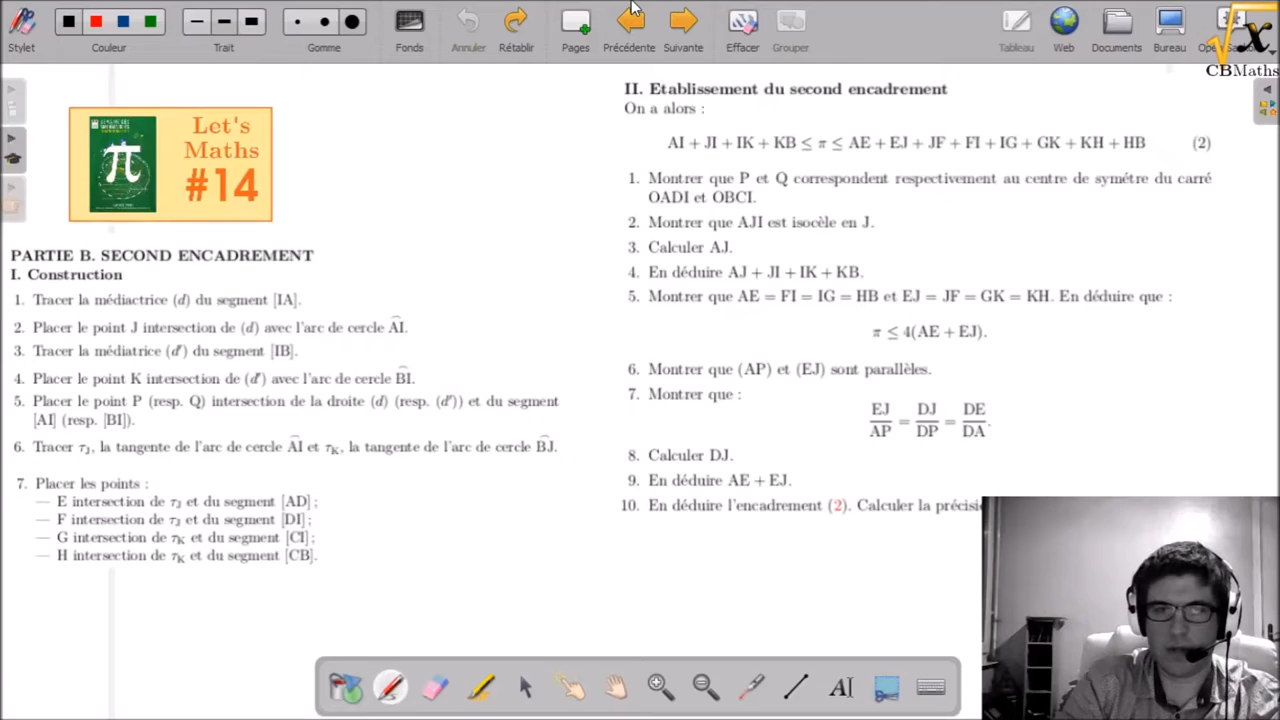 Stylet
Couleur
Trait
Gomme
Fonds
Annuler
Rétablir
Pages
Précédente
Suivante
Effacer
Grouper
Tableau
Web
Documents
Bureau
√x
CBMaths
Let's
Maths
#14
π
PARTIE B. SECOND ENCADREMENT
I. Construction
1. Tracer la médiactrice (d) du segment [IA].
2. Placer le point J intersection de (d) avec l'arc de cercle A͡I.
3. Tracer la médiatrice (d′) du segment [IB].
4. Placer le point K intersection de (d′) avec l'arc de cercle B͡I.
5. Placer le point P (resp. Q) intersection de la droite (d) (resp. (d′)) et du segment
[AI) (resp. [BI]).
6. Tracer τJ, la tangente de l'arc de cercle A͡I et τK, la tangente de l'arc de cercle B͡J.
7. Placer les points :
— E intersection de τJ et du segment [AD] ;
— F intersection de τJ et du segment [DI] ;
— G intersection de τK et du segment [CI] ;
— H intersection de τK et du segment [CB].
II. Etablissement du second encadrement
On a alors :
AI + JI + IK + KB ≤ π ≤ AE + EJ + JF + FI + IG + GK + KH + HB (2)
1. Montrer que P et Q correspondent respectivement au centre de symétre du carré
OADI et OBCI.
2. Montrer que AJI est isocèle en J.
3. Calculer AJ.
4. En déduire AJ + JI + IK + KB.
5. Montrer que AE = FI = IG = HB et EJ = JF = GK = KH. En déduire que :
π ≤ 4(AE + EJ).
6. Montrer que (AP) et (EJ) sont parallèles.
7. Montrer que :
EJ/AP = DJ/DP = DE/DA.
8. Calculer DJ.
9. En déduire AE + EJ.
10. En déduire l'encadrement (2). Calculer la précisi
AI